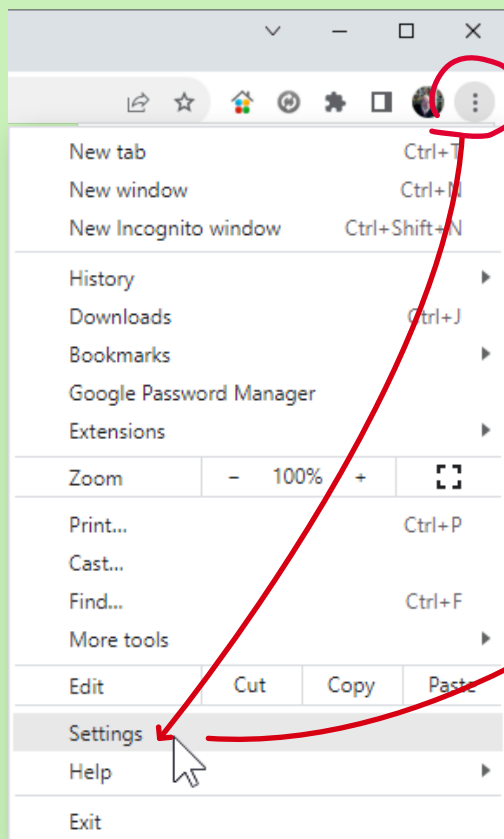 New tab Ctrl+T
New window Ctrl+N
New Incognito window Ctrl+Shift+N
History
Downloads Ctrl+J
Bookmarks
Google Password Manager
Extensions
Zoom - 100% +
Print... Ctrl+P
Cast...
Find... Ctrl+F
More tools
Edit Cut Copy Paste
Settings
Help
Exit